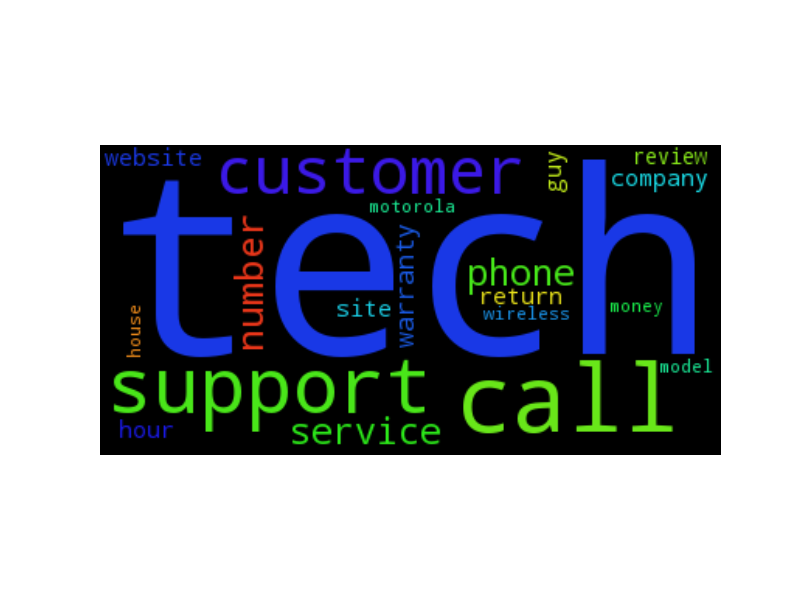 website
customer
guy
review
company
motorola
tech
number
warranty
phone
return
wireless
site
money
house
model
support
call
hour
service